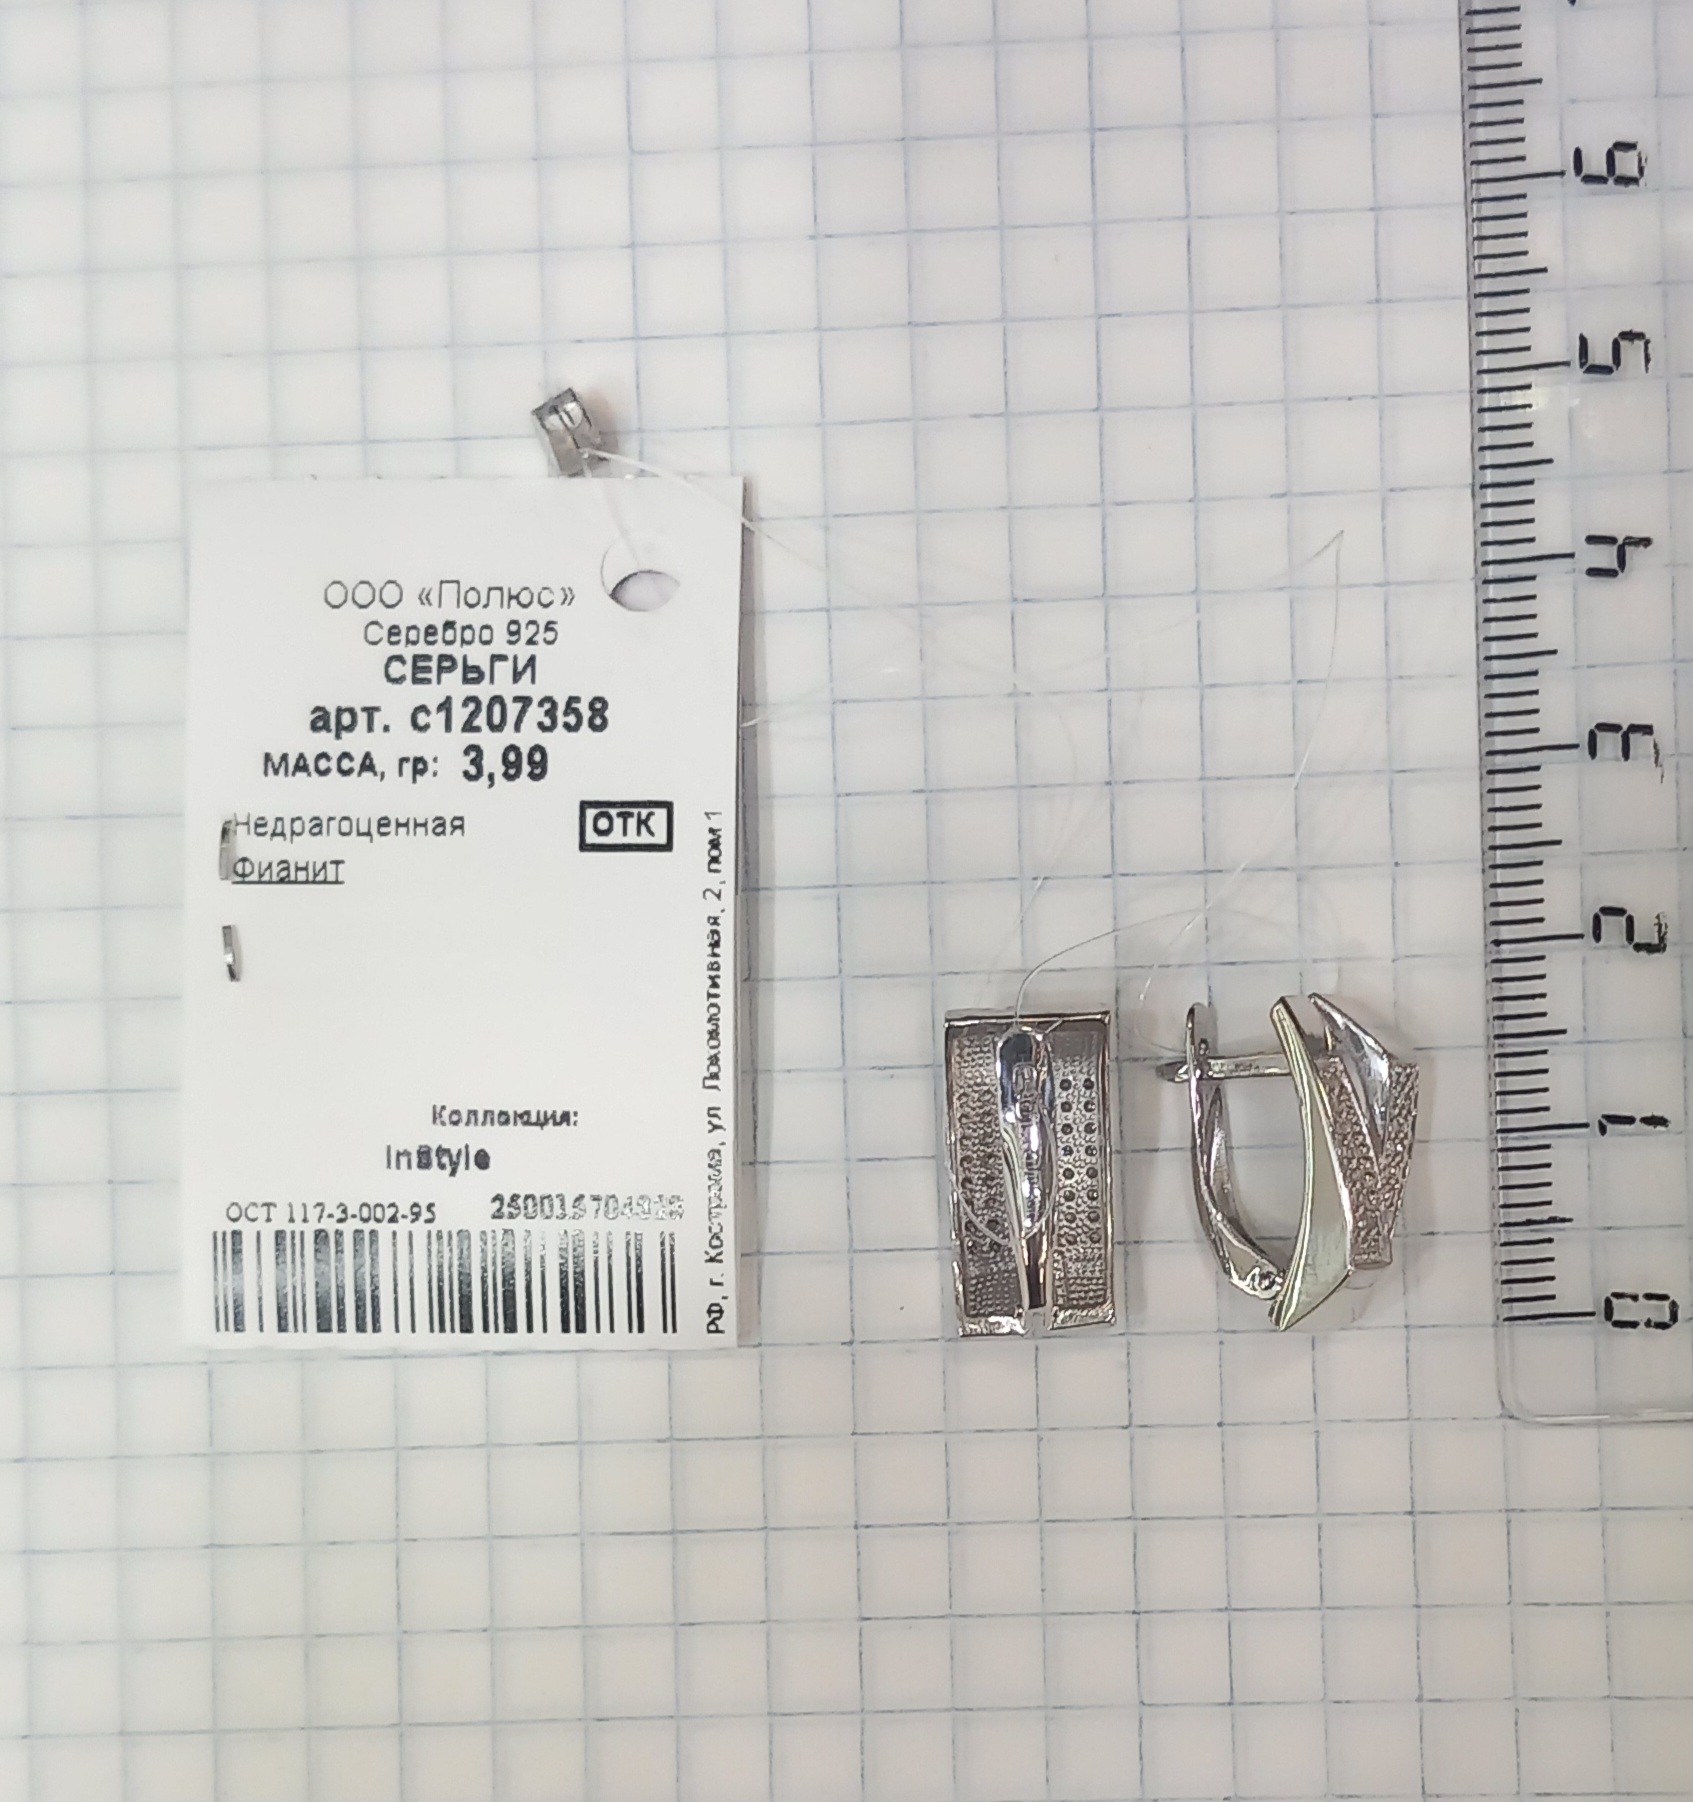 ООО «Полюс»
Серебро 925
СЕРЬГИ
арт. с1207358
МАССА, гр: 3,99
Недрагоценная ОТК
Фианит
Коллекция:
InStyle
ОСТ 117-3-002-95
РФ, г. Кострома, ул Локомотивная, 2, пом 1
6
5
4
3
2
1
0